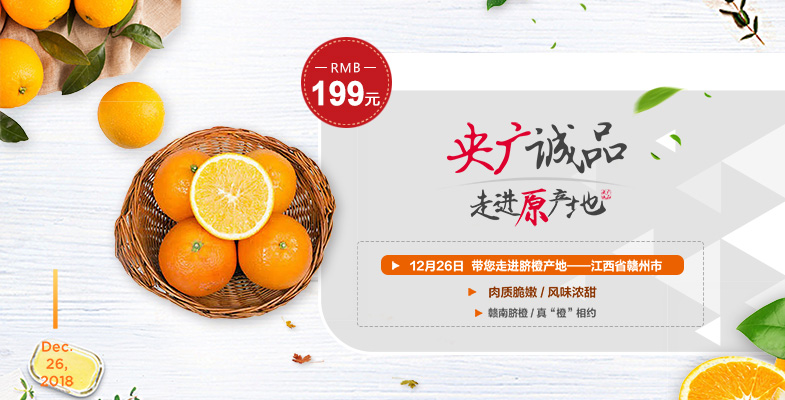 RMB
199元
央广诚品
走进原产地
12月26日 带您走进脐橙产地——江西省赣州市
肉质脆嫩 / 风味浓甜
赣南脐橙 / 真“橙”相约
Dec.
26,
2018